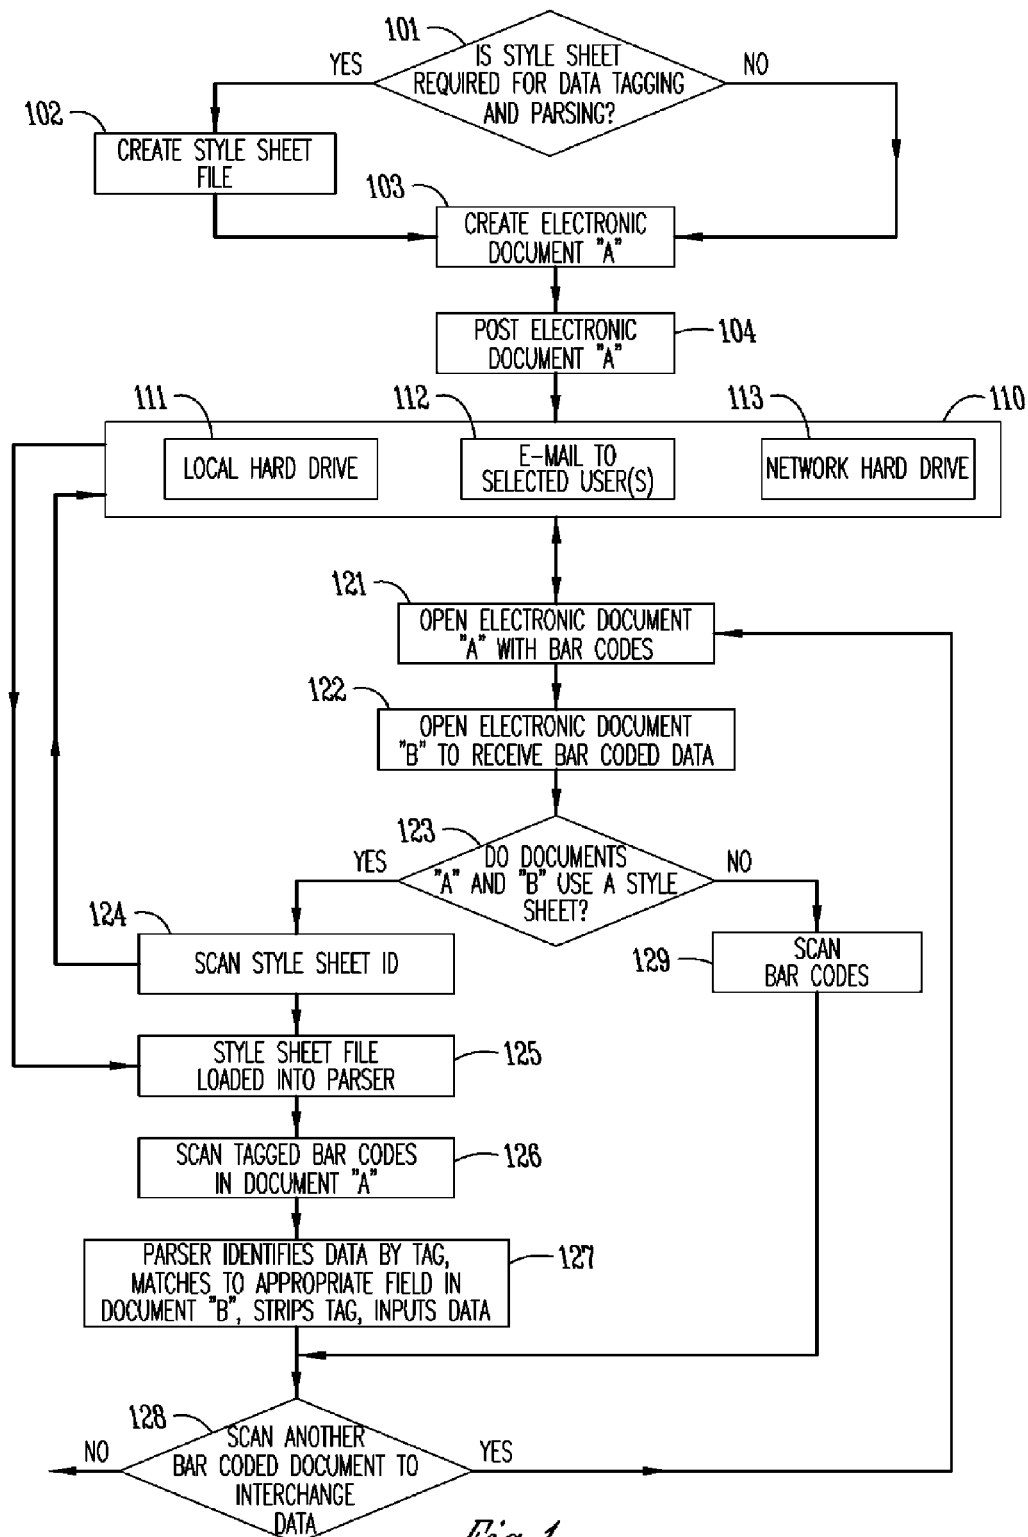 101
IS STYLE SHEET
REQUIRED FOR DATA TAGGING
AND PARSING?
YES
NO
102
CREATE STYLE SHEET
FILE
103
CREATE ELECTRONIC
DOCUMENT "A"
POST ELECTRONIC
DOCUMENT "A"
104
111
112
113
110
LOCAL HARD DRIVE
E-MAIL TO
SELECTED USER(S)
NETWORK HARD DRIVE
121
OPEN ELECTRONIC DOCUMENT
"A" WITH BAR CODES
122
OPEN ELECTRONIC DOCUMENT
"B" TO RECEIVE BAR CODED DATA
123
YES
DO DOCUMENTS
"A" AND "B" USE A STYLE
SHEET?
NO
124
SCAN STYLE SHEET ID
129
SCAN
BAR CODES
STYLE SHEET FILE
LOADED INTO PARSER
125
SCAN TAGGED BAR CODES
IN DOCUMENT "A"
126
PARSER IDENTIFIES DATA BY TAG,
MATCHES TO APPROPRIATE FIELD IN
DOCUMENT "B", STRIPS TAG, INPUTS DATA
127
128
NO
SCAN ANOTHER
BAR CODED DOCUMENT TO
INTERCHANGE
DATA
YES
Fig. 1